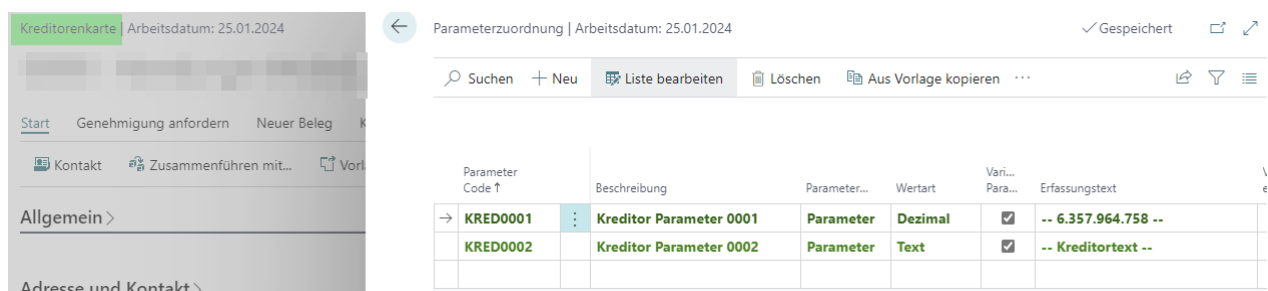 Kreditorenkarte | Arbeitsdatum: 25.01.2024
Start Genehmigung anfordern Neuer Beleg
Kontakt Zusammenführen mit...
Allgemein
Adresse und Kontakt
Parameterzuordnung | Arbeitsdatum: 25.01.2024 Gespeichert
Suchen Neu Liste bearbeiten Löschen Aus Vorlage kopieren ...
Parameter Code ↑ Beschreibung Parameter... Wertart Vari... Para... Erfassungstext
KRED0001 Kreditor Parameter 0001 Parameter Dezimal -- 6.357.964.758 --
KRED0002 Kreditor Parameter 0002 Parameter Text -- Kreditortext --